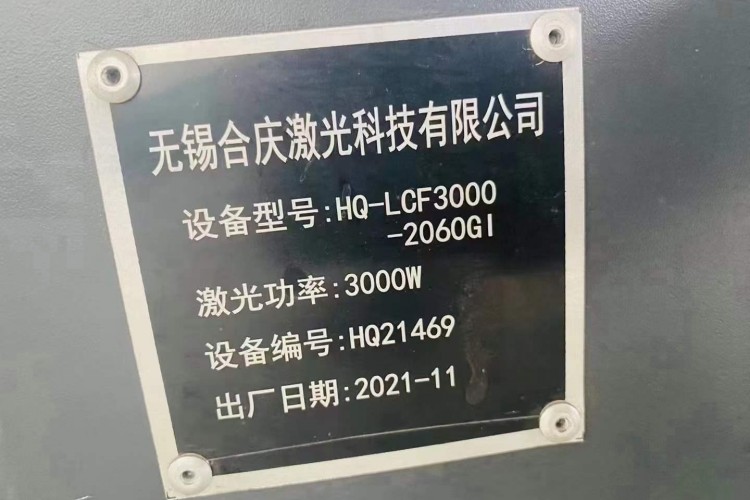 无锡合庆激光科技有限公司
设备型号:HQ-LCF3000
-2060GI
激光功率:3000W
设备编号:HQ21469
出厂日期:2021-11